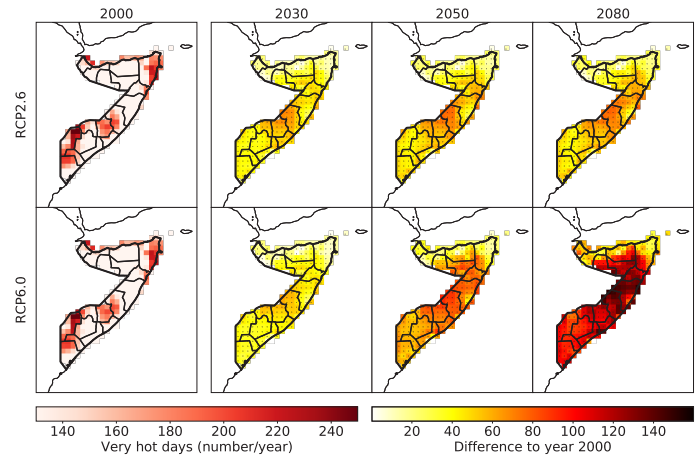 2000 2030 2050 2080
RCP2.6
RCP6.0
140 160 180 200 220 240
Very hot days (number/year)
20 40 60 80 100 120 140
Difference to year 2000